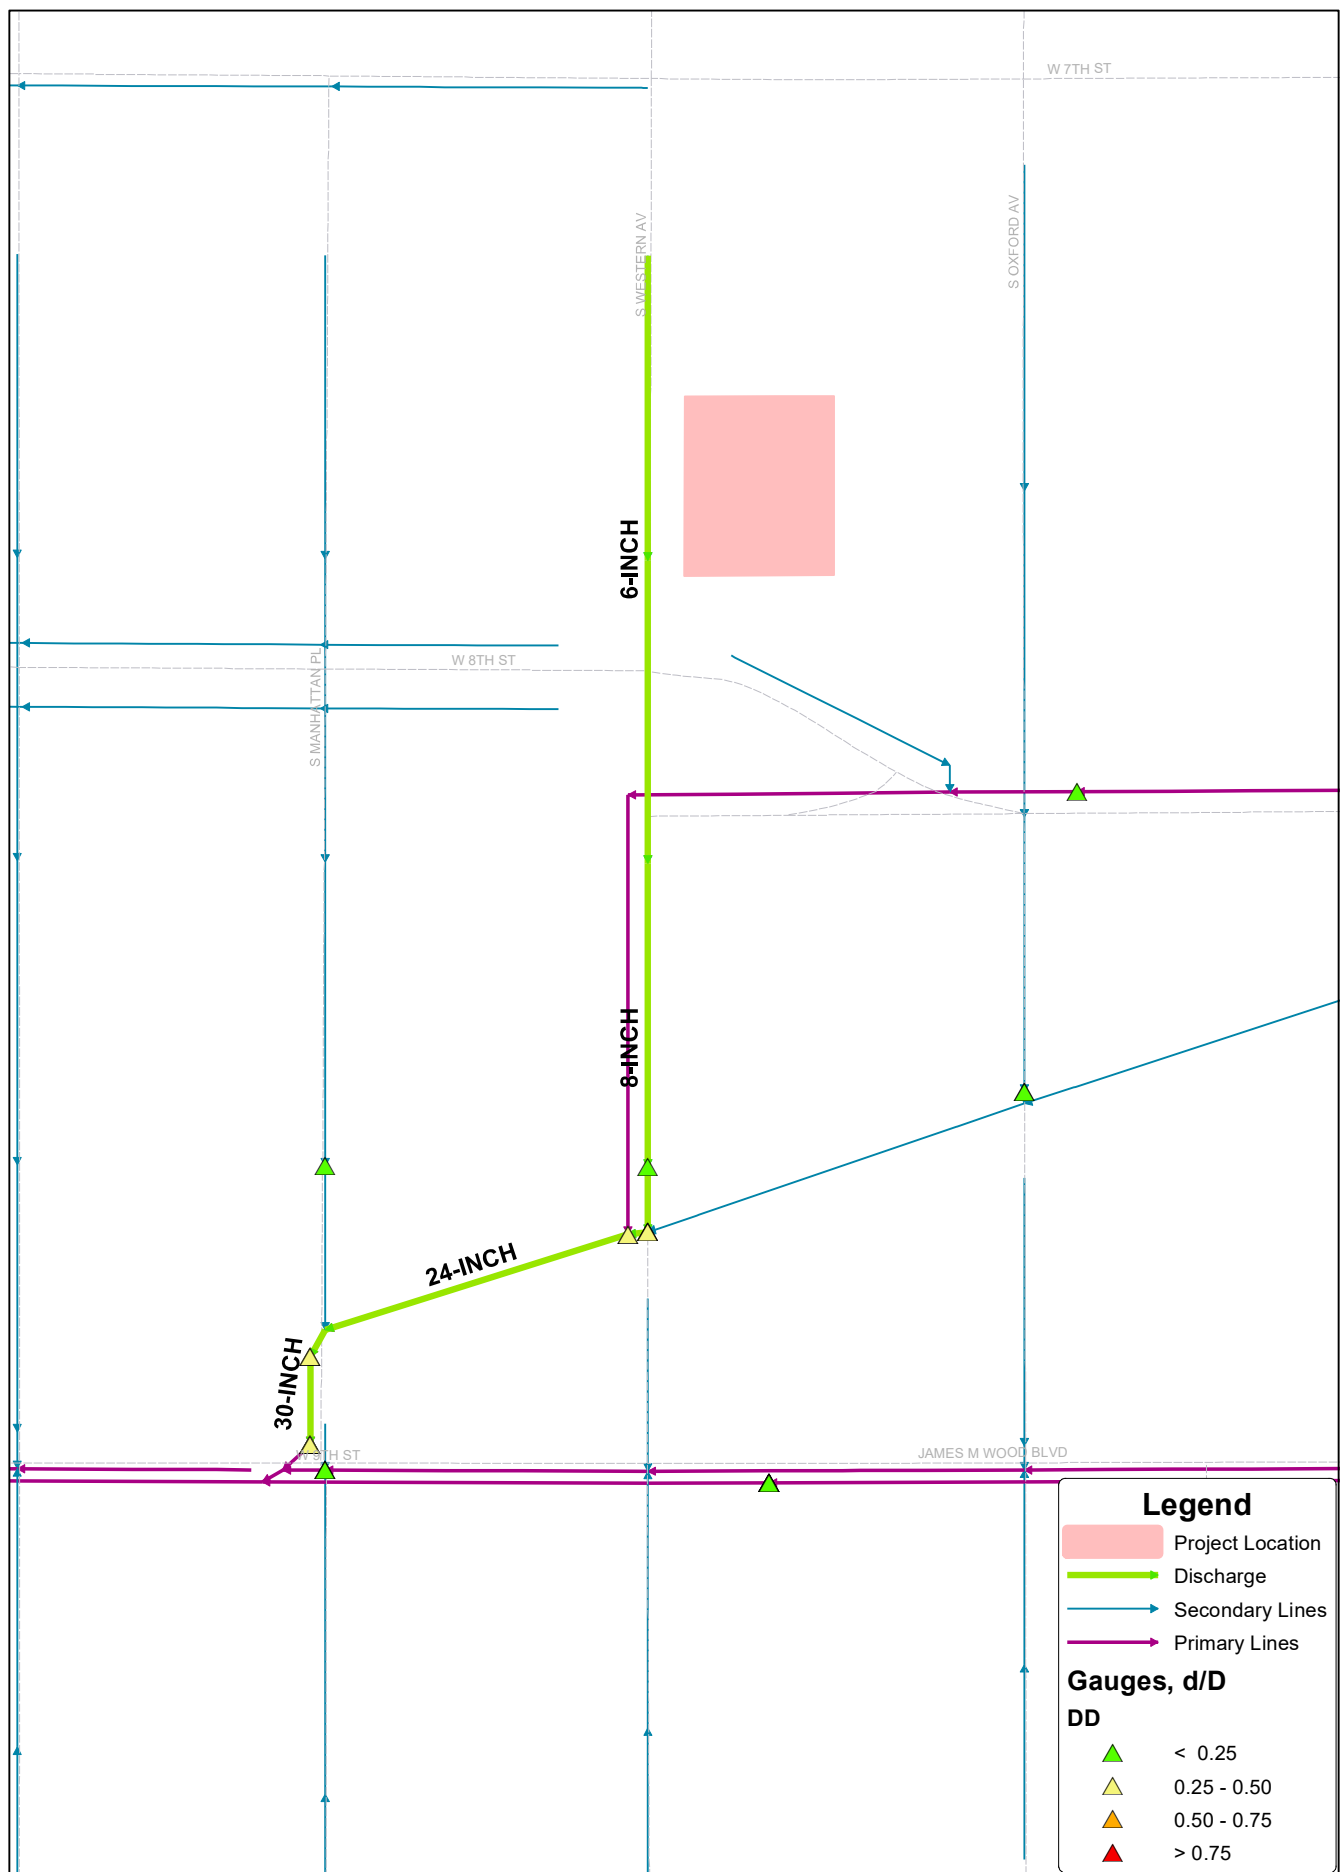 W 7TH ST
S WESTERN AV
S OXFORD AV
6-INCH
W 8TH ST
S MANHATTAN PL
8-INCH
24-INCH
30-INCH
W 9TH ST
JAMES M WOOD BLVD
Legend
Project Location
Discharge
Secondary Lines
Primary Lines
Gauges, d/D
DD
< 0.25
0.25 - 0.50
0.50 - 0.75
> 0.75